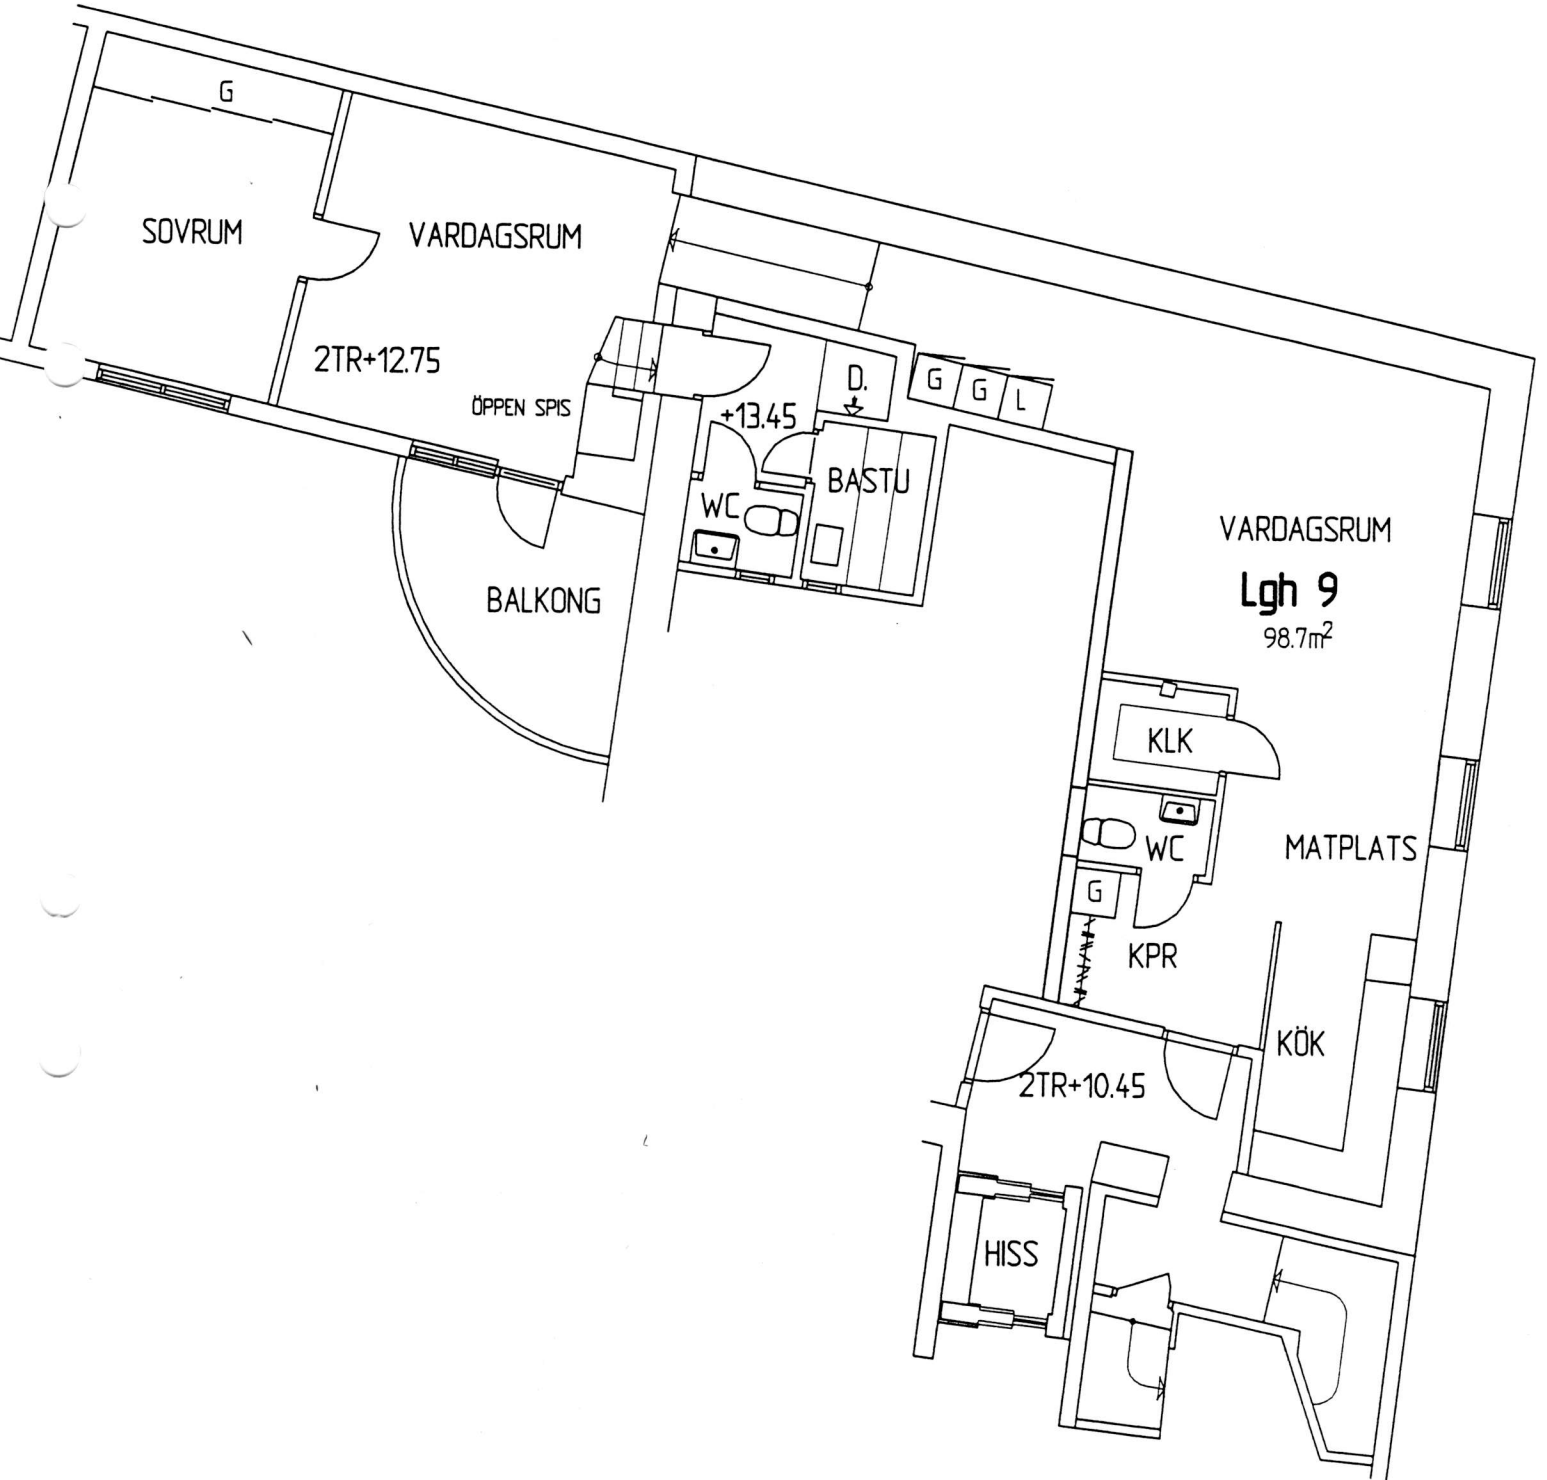 G
SOVRUM
VARDAGSRUM
2TR+12.75
ÖPPEN SPIS
D.
G
G
L
+13.45
WC
BASTU
BALKONG
VARDAGSRUM
Lgh 9
98.7m²
KLK
WC
MATPLATS
G
KPR
KÖK
2TR+10.45
HISS